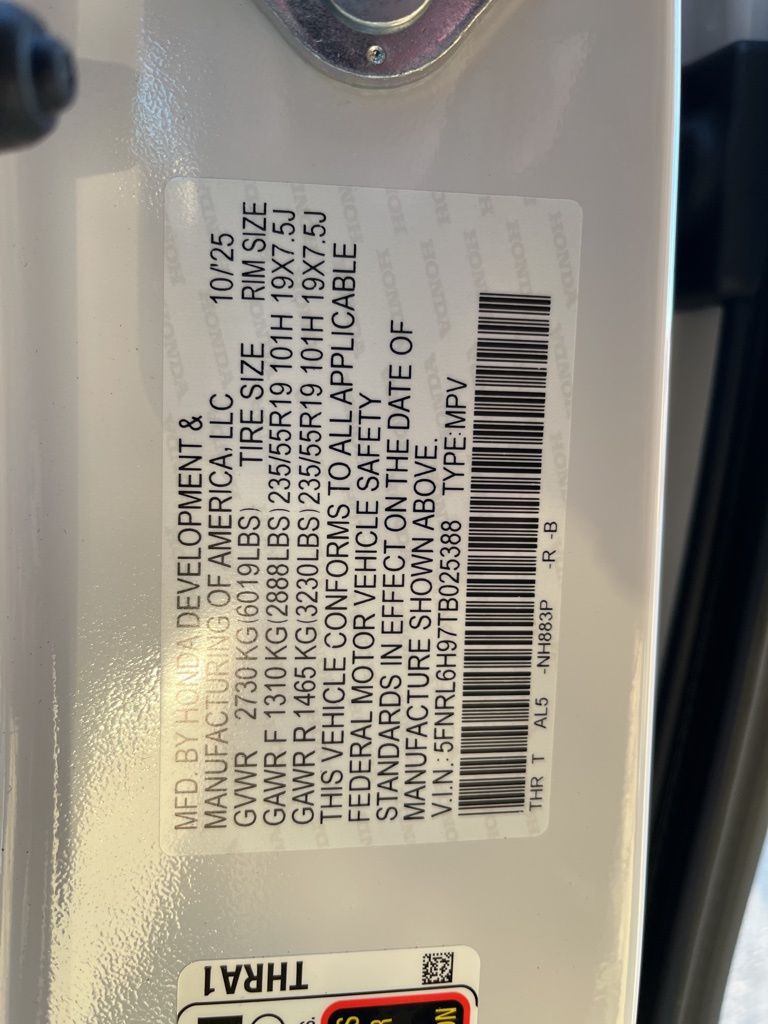 MFD. BY HONDA DEVELOPMENT &
MANUFACTURING OF AMERICA, LLC 10/'25
GVWR 2730 KG (6019LBS) TIRE SIZE RIM SIZE
GAWR F 1310 KG (2888LBS) 235/55R19 101H 19X7.5J
GAWR R 1465 KG (3230LBS) 235/55R19 101H 19X7.5J
THIS VEHICLE CONFORMS TO ALL APPLICABLE
FEDERAL MOTOR VEHICLE SAFETY
STANDARDS IN EFFECT ON THE DATE OF
MANUFACTURE SHOWN ABOVE.
V.I.N.: 5FNRL6H97TB025388 TYPE: MPV
THR T AL5 -NH883P -R -B
THRA1